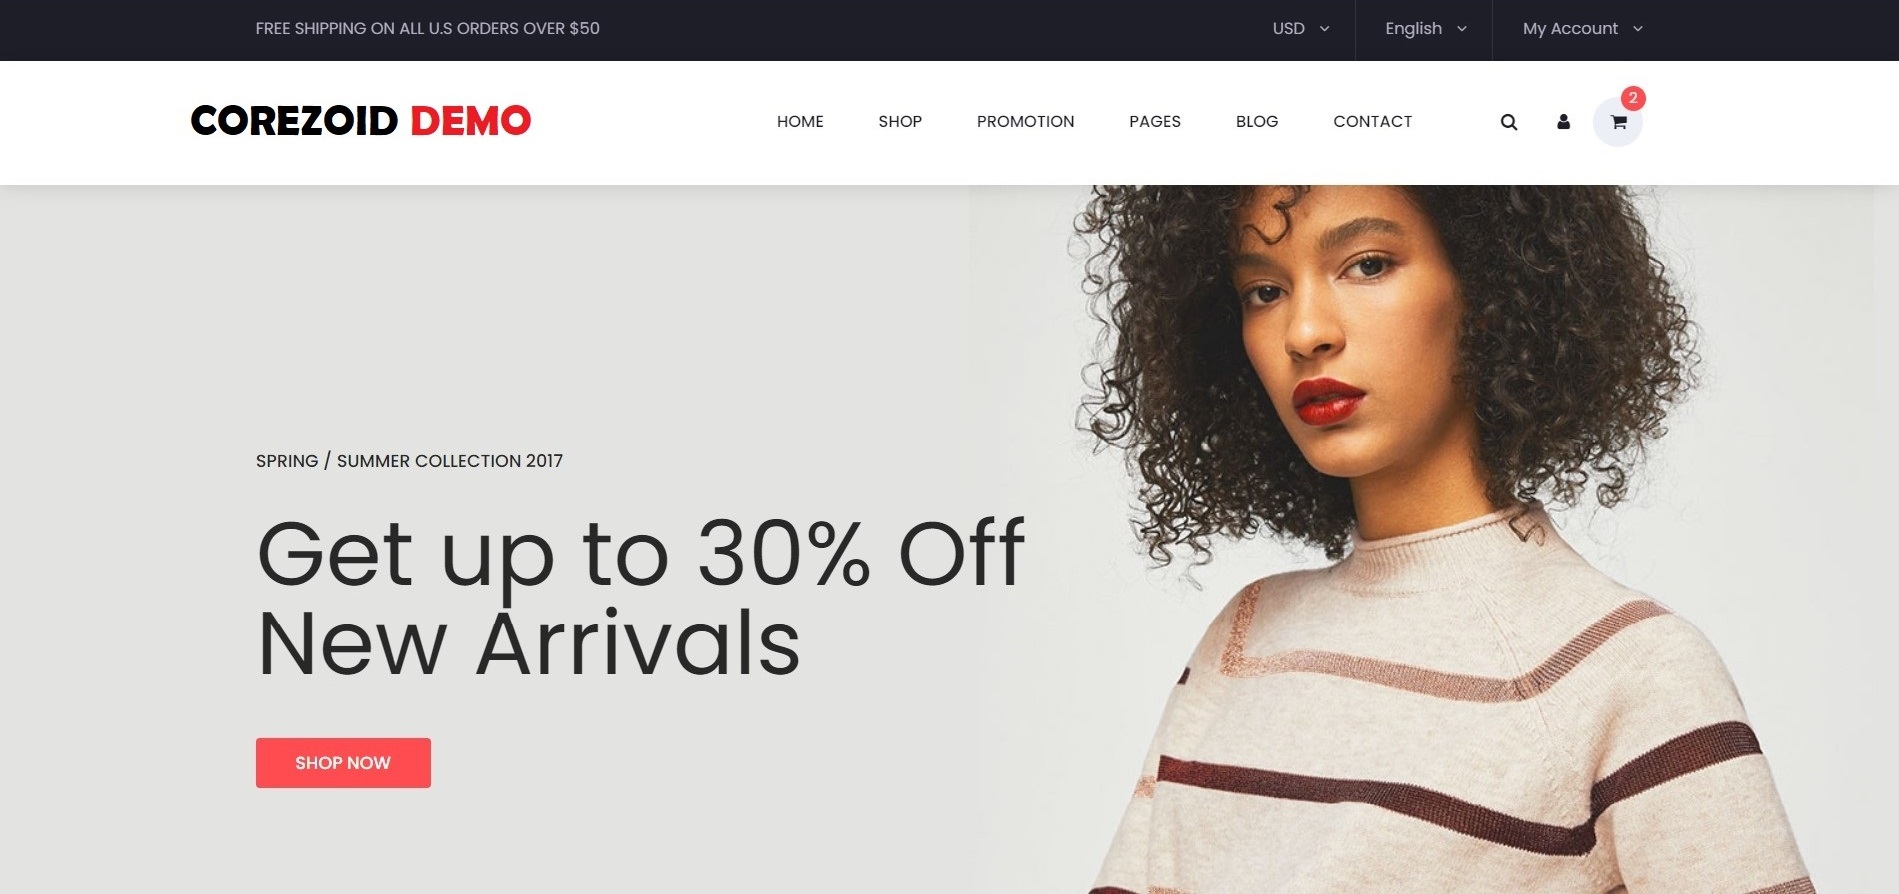 FREE SHIPPING ON ALL U.S ORDERS OVER $50
USD
English
My Account
COREZOID DEMO
HOME
SHOP
PROMOTION
PAGES
BLOG
CONTACT
2
SPRING / SUMMER COLLECTION 2017
Get up to 30% Off
New Arrivals
SHOP NOW